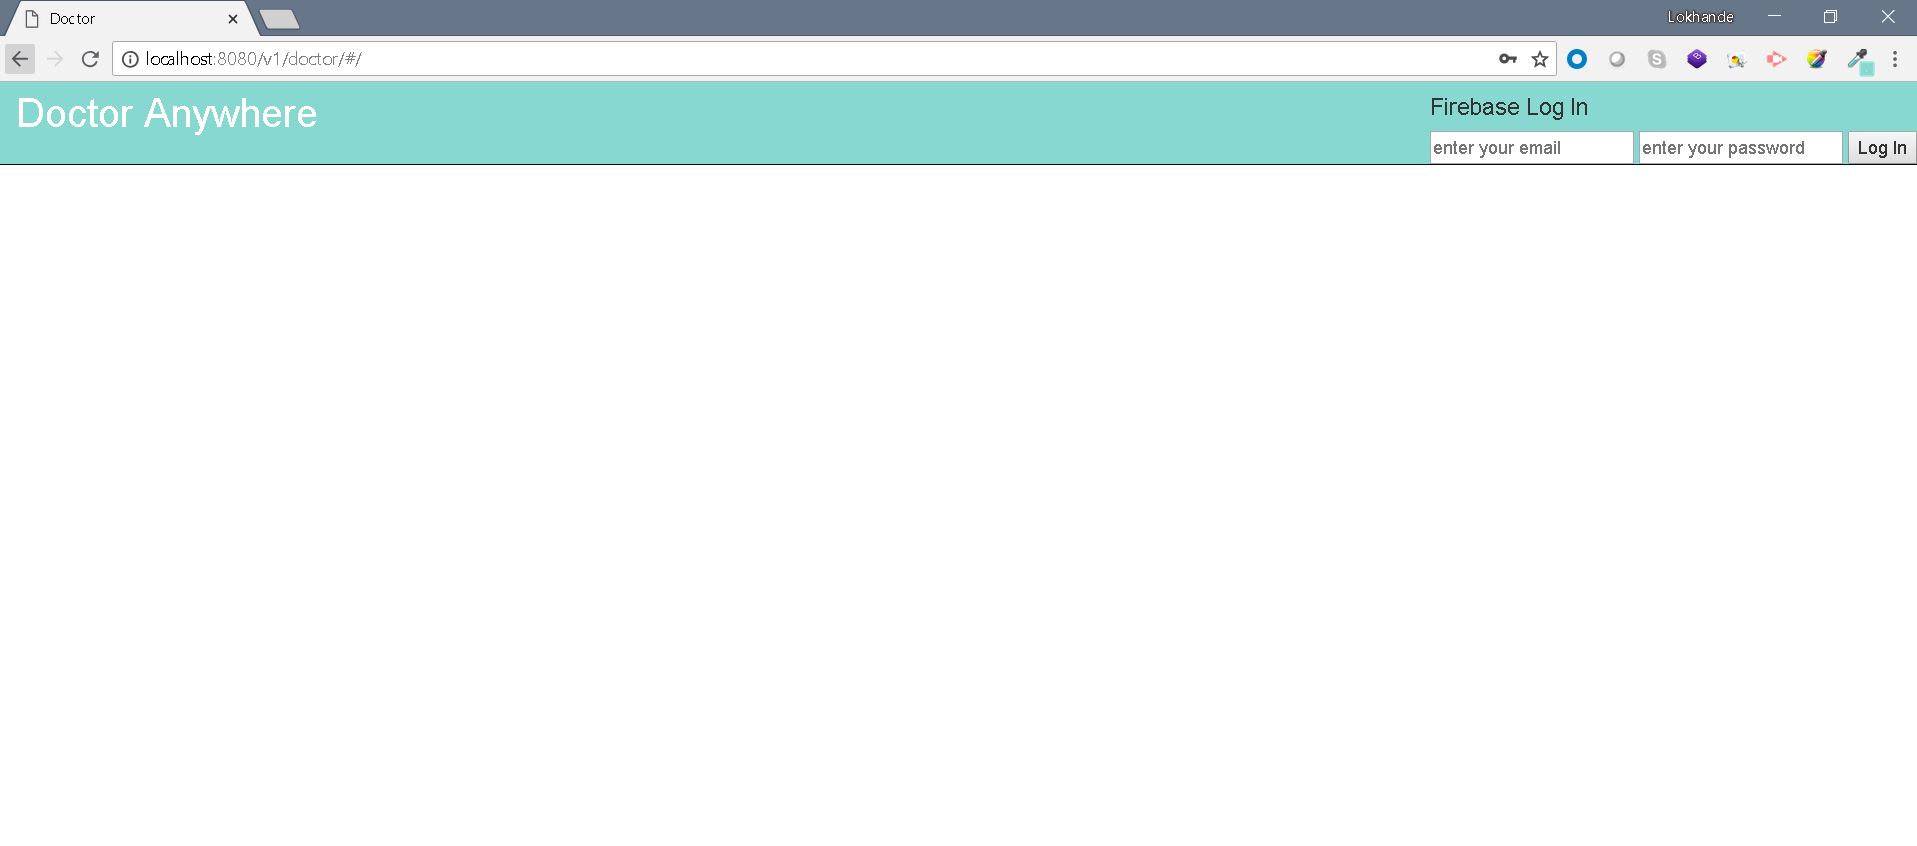 Doctor
Lokhande
localhost:8080/v1/doctor/#/
Doctor Anywhere
Firebase Log In
enter your email
enter your password
Log In